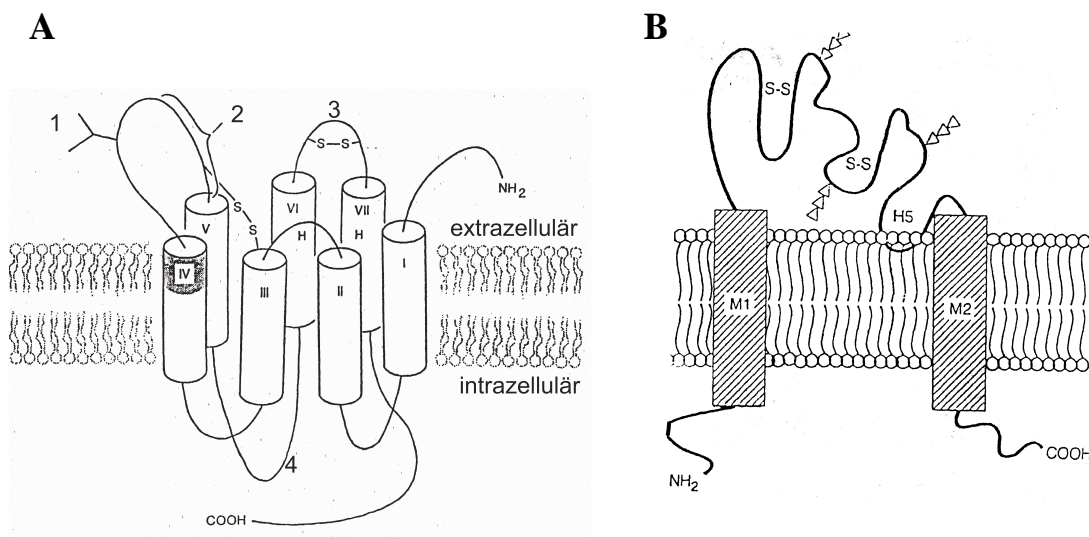 A
1
2
3
S-S
NH2
S
S
V
VI
H
VII
H
extrazellulär
IV
III
II
I
intrazellulär
4
COOH
B
S-S
S-S
H5
M1
M2
NH2
COOH